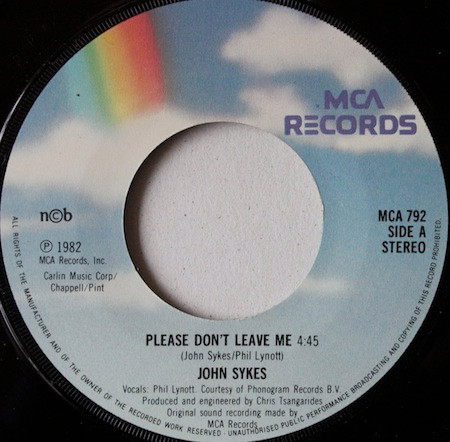 MCA
RECORDS
n©b
℗ 1982
MCA Records, Inc.
Carlin Music Corp/
Chappell/Pint
MCA 792
SIDE A
STEREO
PLEASE DON'T LEAVE ME 4:45
(John Sykes/Phil Lynott)
JOHN SYKES
Vocals: Phil Lynott. Courtesy of Phonogram Records B.V.
Produced and engineered by Chris Tsangarides
Original sound recording made by
MCA Records
ALL RIGHTS OF THE MANUFACTURER AND OF THE OWNER OF THE RECORDED WORK RESERVED · UNAUTHORISED PUBLIC PERFORMANCE BROADCASTING AND COPYING OF THIS RECORD PROHIBITED.